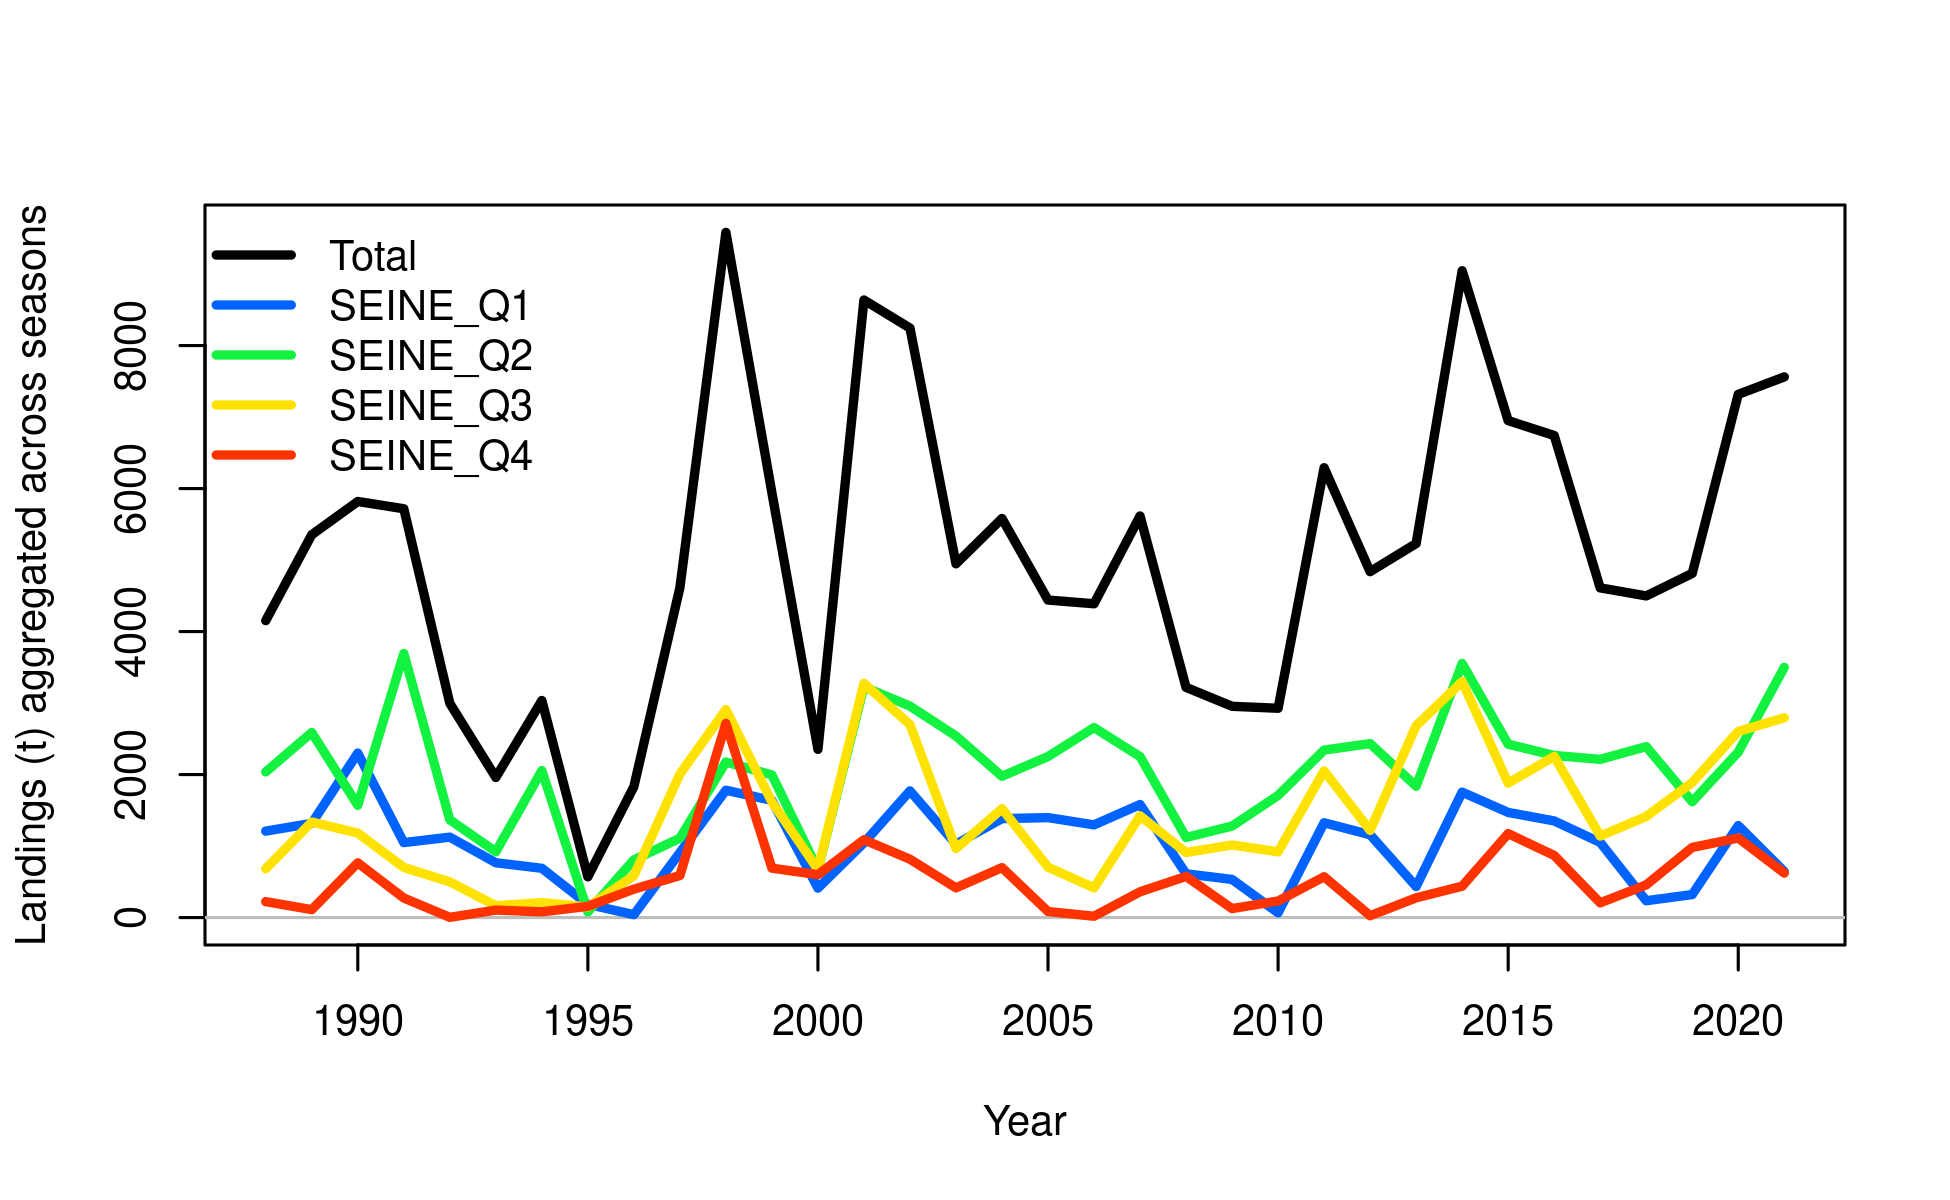 Total
SEINE_Q1
SEINE_Q2
SEINE_Q3
SEINE_Q4
Landings (t) aggregated across seasons
8000
6000
4000
2000
0
1990 1995 2000 2005 2010 2015 2020
Year